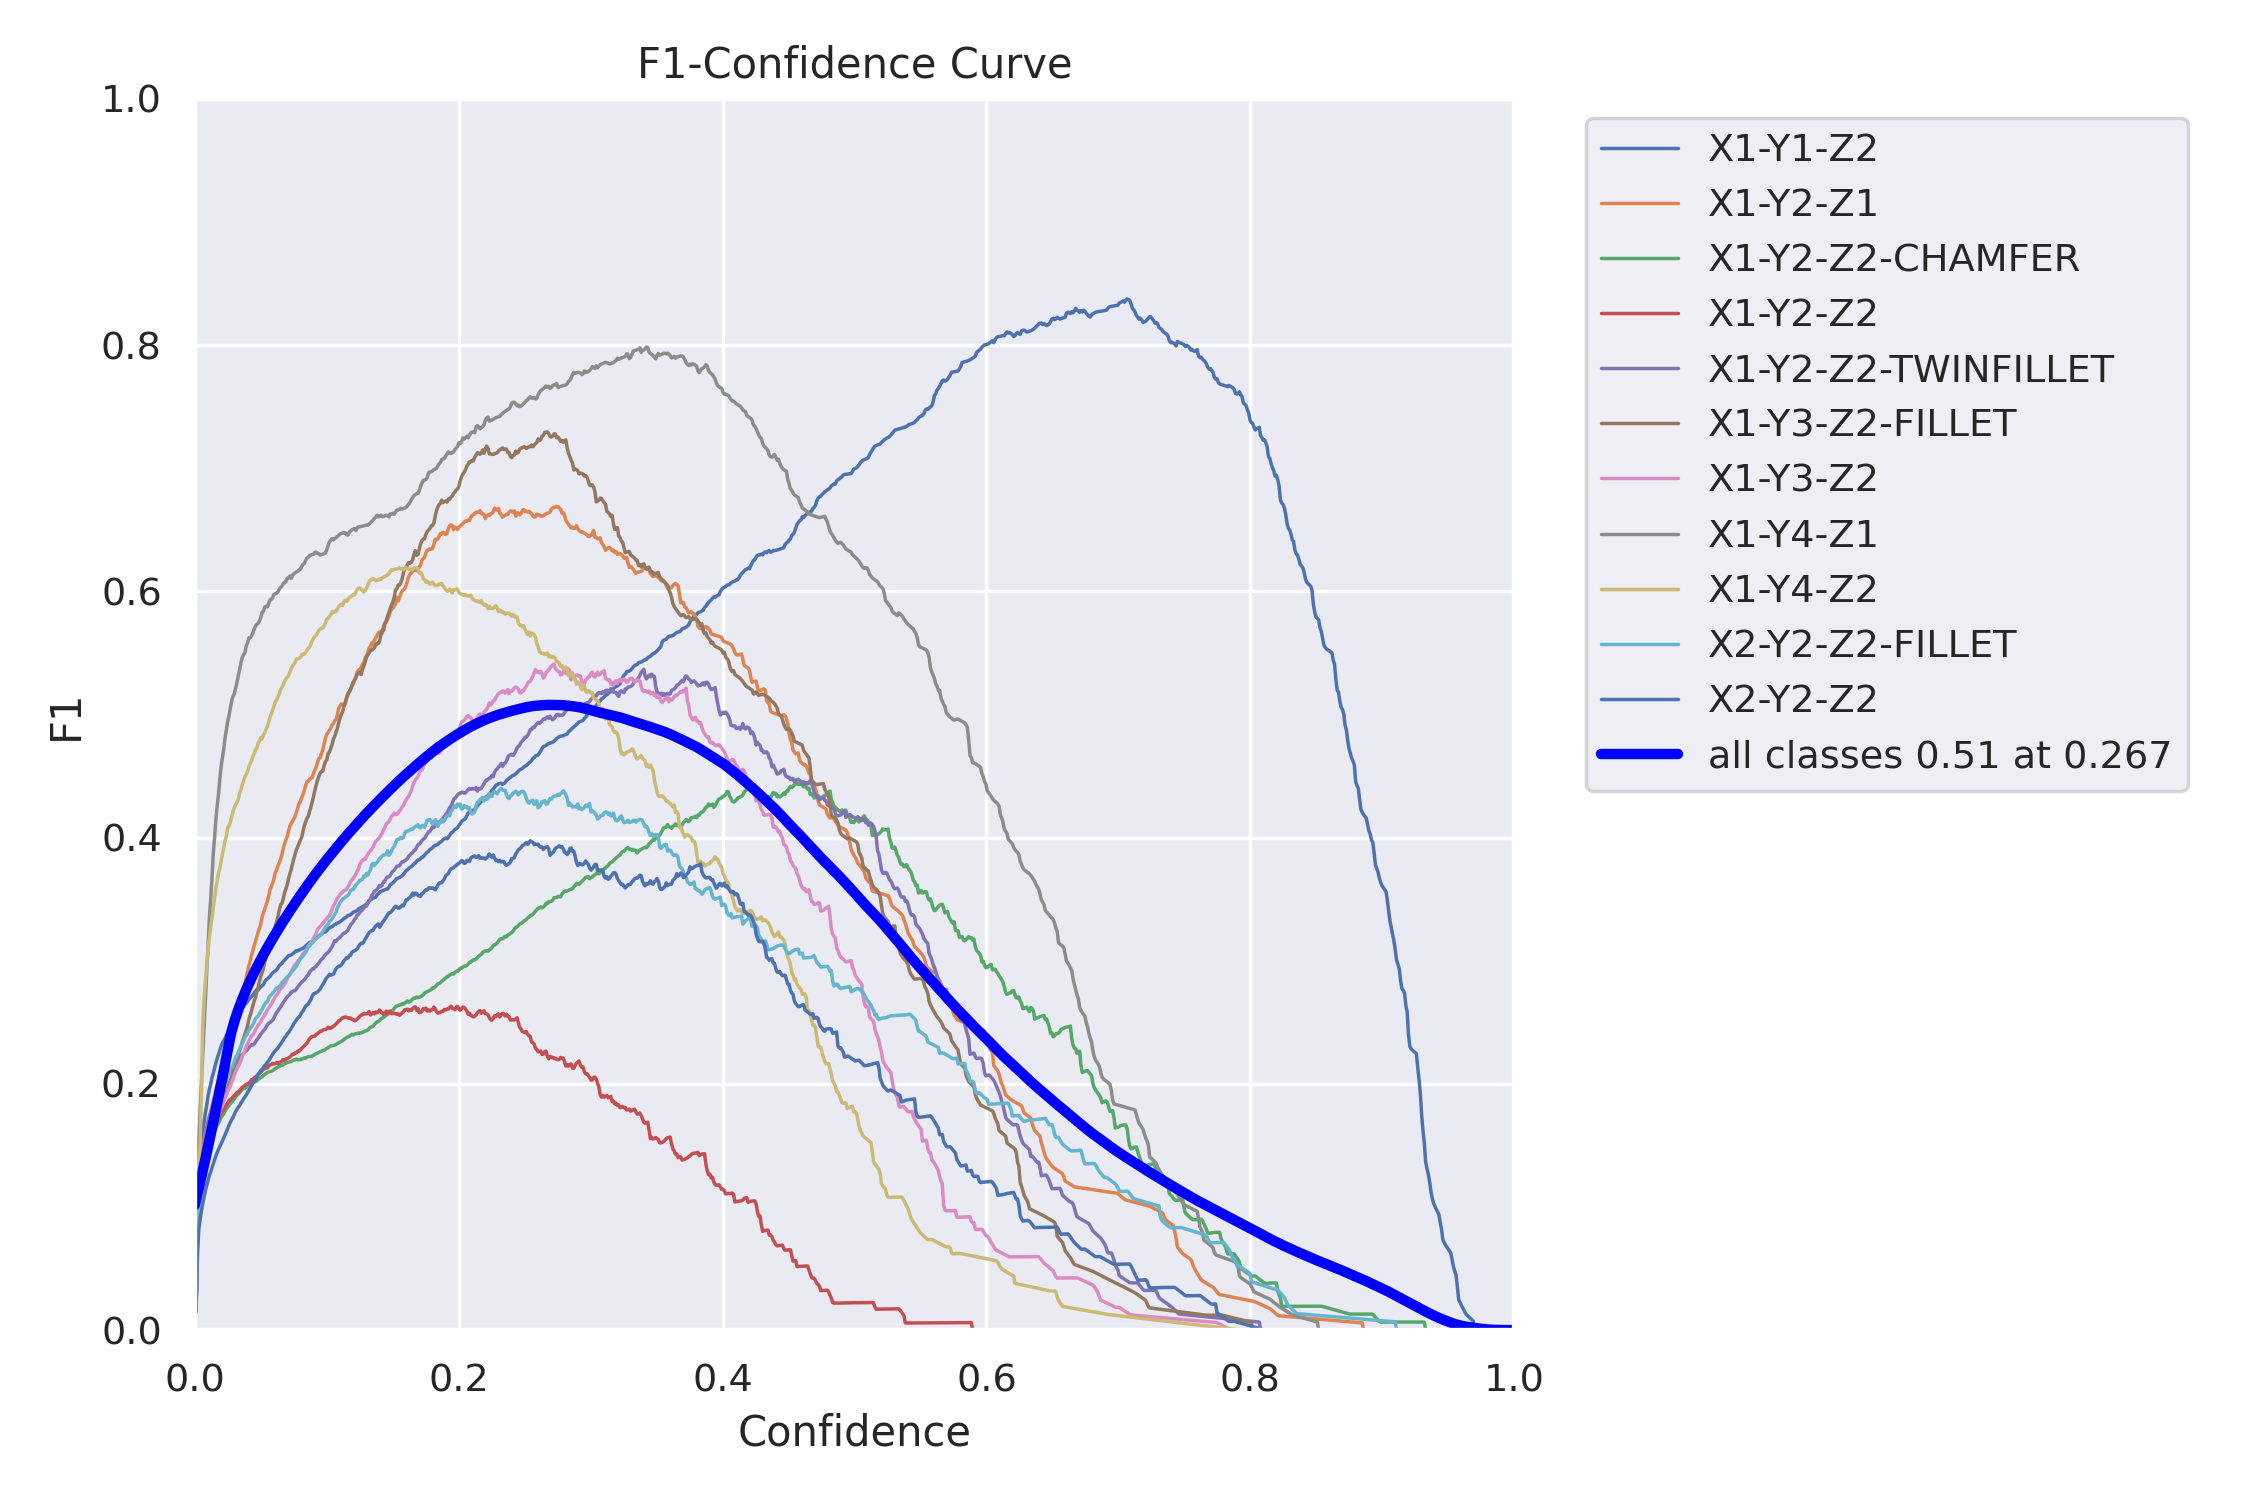 F1-Confidence Curve
1.0
0.8
0.6
0.4
0.2
0.0
F1
0.0 0.2 0.4 0.6 0.8 1.0
Confidence
X1-Y1-Z2
X1-Y2-Z1
X1-Y2-Z2-CHAMFER
X1-Y2-Z2
X1-Y2-Z2-TWINFILLET
X1-Y3-Z2-FILLET
X1-Y3-Z2
X1-Y4-Z1
X1-Y4-Z2
X2-Y2-Z2-FILLET
X2-Y2-Z2
all classes 0.51 at 0.267